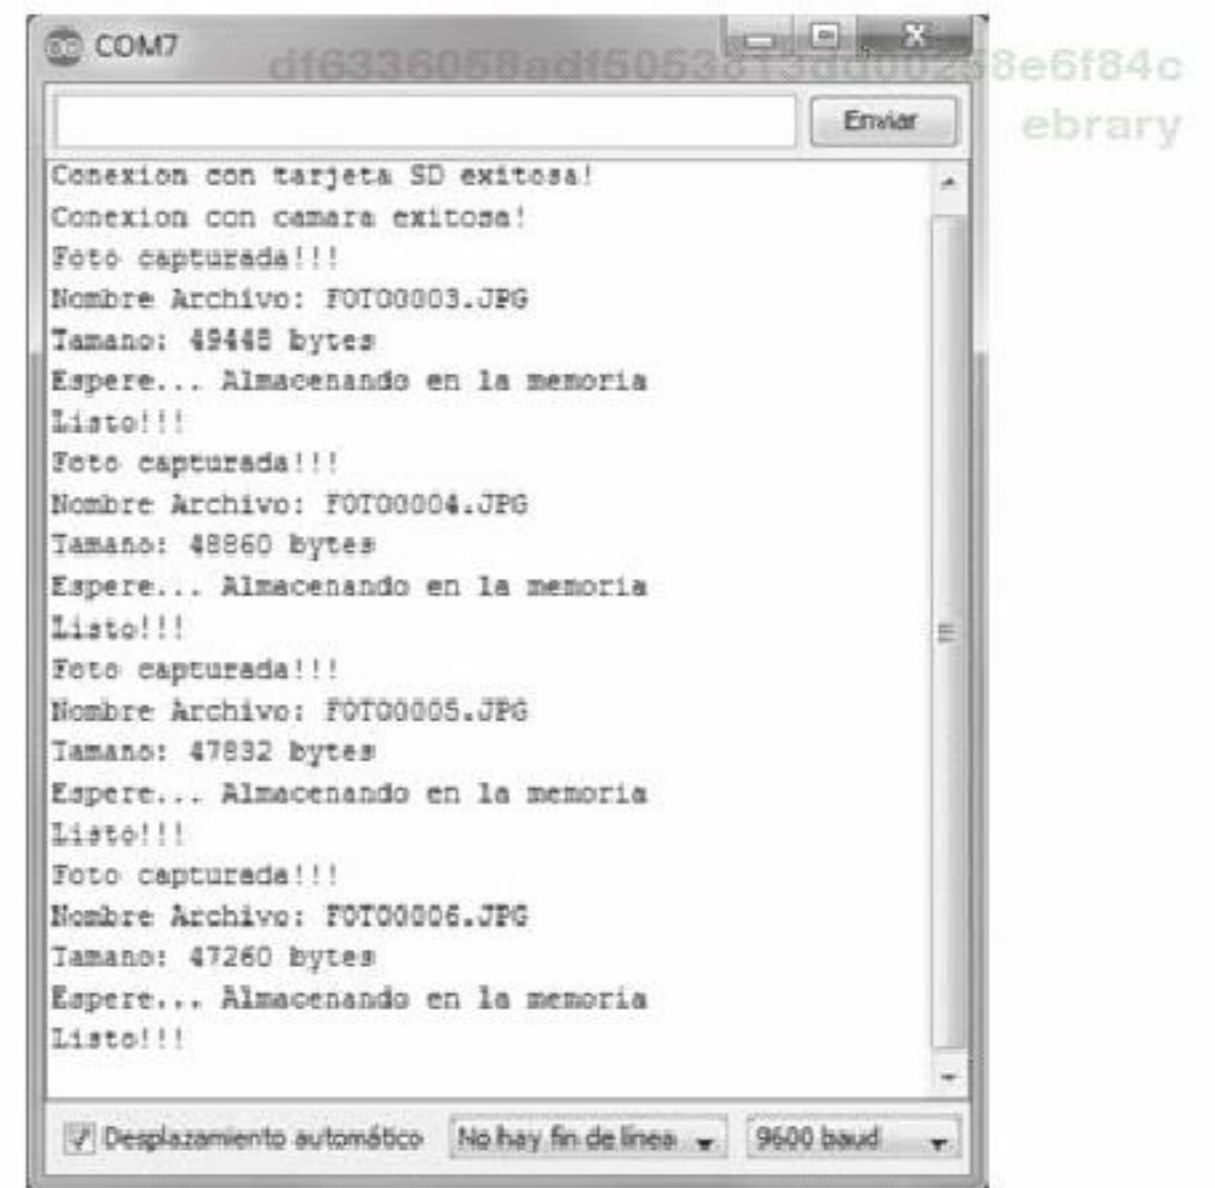 COM7
df6336058adf5053813dd00258e6f84c
ebrary
Enviar
Conexion con tarjeta SD exitosa!
Conexion con camara exitosa!
Foto capturada!!!
Nombre Archivo: FOTO0003.JPG
Tamano: 49448 bytes
Espere... Almacenando en la memoria
Listo!!!
Foto capturada!!!
Nombre Archivo: FOTO0004.JPG
Tamano: 48860 bytes
Espere... Almacenando en la memoria
Listo!!!
Foto capturada!!!
Nombre Archivo: FOTO0005.JPG
Tamano: 47832 bytes
Espere... Almacenando en la memoria
Listo!!!
Foto capturada!!!
Nombre Archivo: FOTO0006.JPG
Tamano: 47260 bytes
Espere... Almacenando en la memoria
Listo!!!
Desplazamiento automático No hay fin de línea 9600 baud